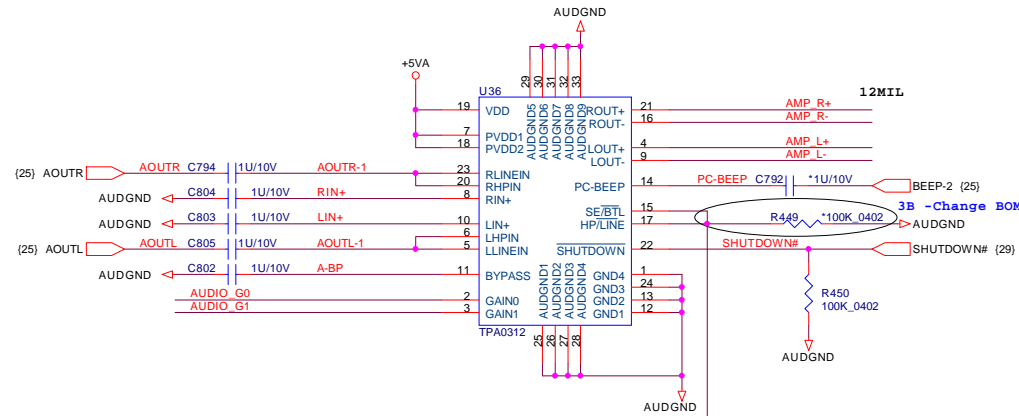 AUDGND
+5VA
29
30
31
32
33
U36
12MIL
19 VDD
AUDGND5
AUDGND6
AUDGND7
AUDGND8
AUDGND9
ROUT+ 21 AMP_R+
ROUT- 16 AMP_R-
7 PVDD1
18 PVDD2
LOUT+ 4 AMP_L+
LOUT- 9 AMP_L-
{25} AOUTR AOUTR C794 1U/10V AOUTR-1 23 RLINEIN
20 RHPIN
PC-BEEP 14 PC-BEEP C792 *1U/10V BEEP-2 {25}
AUDGND C804 1U/10V RIN+ 8 RIN+
3B -Change BOM
SE/BTL 15
AUDGND C803 1U/10V LIN+ 10 LIN+
HP/LINE 17 R449 *100K_0402 AUDGND
6 LHPIN
{25} AOUTL AOUTL C805 1U/10V AOUTL-1 5 LLINEIN
SHUTDOWN 22 SHUTDOWN# SHUTDOWN# {29}
AUDGND C802 1U/10V A-BP 11 BYPASS
AUDGND1
AUDGND2
AUDGND3
AUDGND4
GND4 1
GND3 24
GND2 13
GND1 12
AUDIO_G0 2 GAIN0
AUDIO_G1 3 GAIN1
R450
100K_0402
TPA0312
25
26
27
28
AUDGND
AUDGND